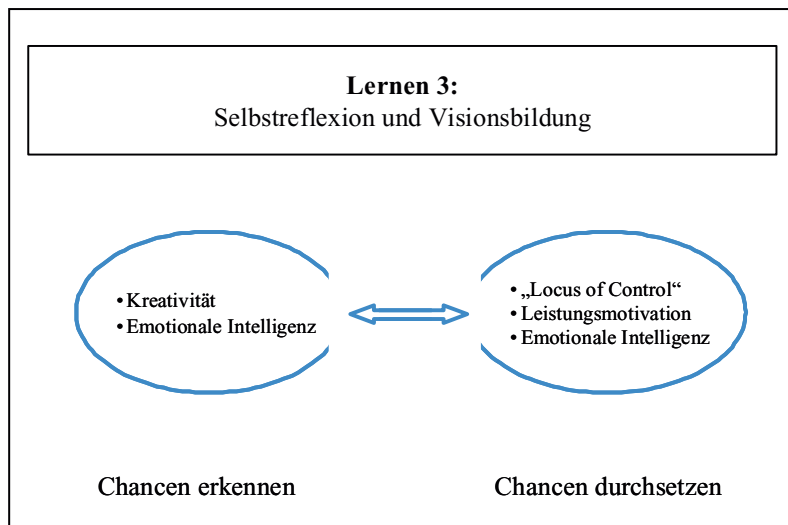 Lernen 3:
Selbstreflexion und Visionsbildung
• Kreativität
• Emotionale Intelligenz
• „Locus of Control“
• Leistungsmotivation
• Emotionale Intelligenz
Chancen erkennen
Chancen durchsetzen